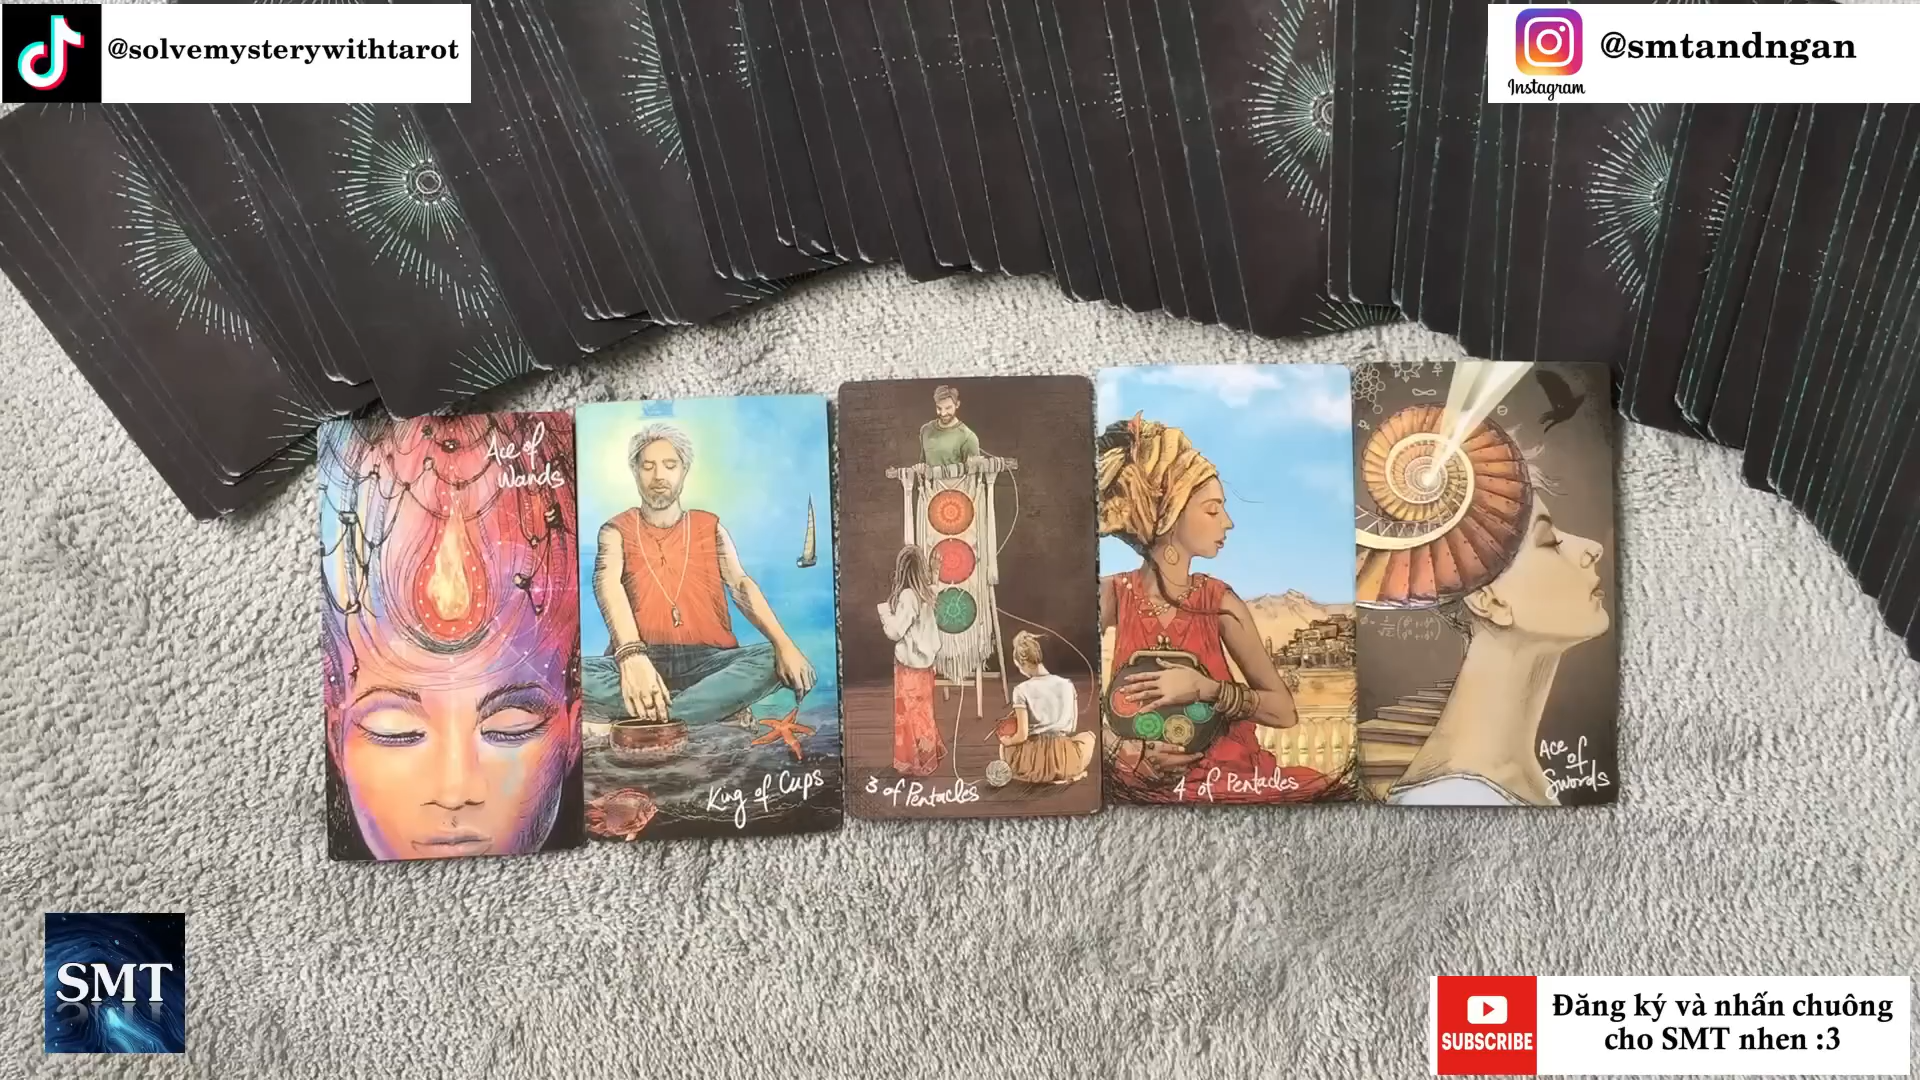 @solvemysterywithtarot
Instagram
@smtandngan
Ace of
Wands
King of Cups
3 of Pentacles
4 of Pentacles
Ace
of
Swords
SMT
SUBSCRIBE
Đăng ký và nhấn chuông
cho SMT nhen :3